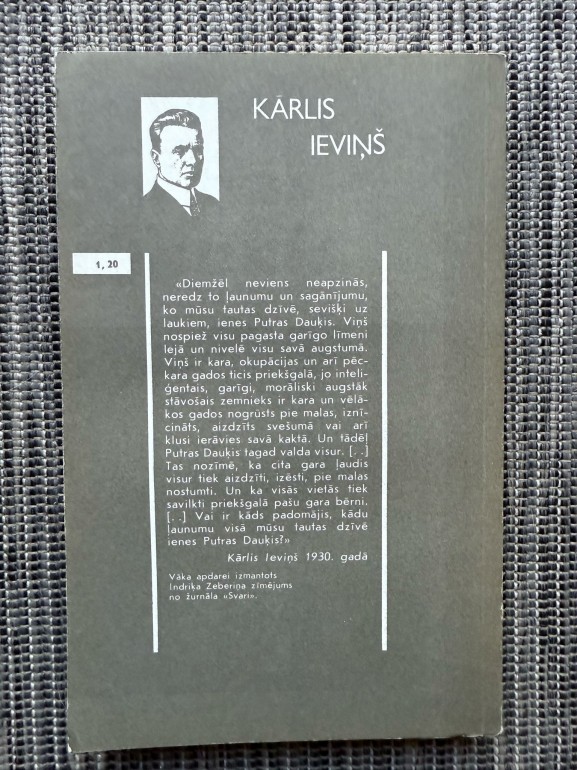 KĀRLIS
IEVIŅŠ
1,20
«Diemžēl neviens neapzinās,
neredz to ļaunumu un sagānījumu,
ko mūsu tautas dzīvē, sevišķi uz
laukiem, ienes Putras Dauķis. Viņš
nospiež visu pagasta garīgo līmeni
lejā un nivelē visu savā augstumā.
Viņš ir kara, okupācijas un arī pēc-
kara gados ticis priekšgalā, jo inteli-
ģentais, garīgi, morāliski augstāk
stāvošais zemnieks ir kara un vēlā-
kos gados nogrūsts pie malas, iznī-
cināts, aizdzīts svešumā vai arī
klusi ierāvies savā kaktā. Un tādēļ
Putras Dauķis tagad valda visur. [..]
Tas nozīmē, ka cita gara ļaudis
visur tiek aizdzīti, izēsti, pie malas
nostumti. Un ka visās vietās tiek
savilkti priekšgalā pašu gara bērni.
[..] Vai ir kāds padomājis, kādu
ļaunumu visā mūsu tautas dzīvē
ienes Putras Dauķis?»
Kārlis Ieviņš 1930. gadā
Vāka apdarei izmantots
Indriķa Zeberiņa zīmējums
no žurnāla «Svari».